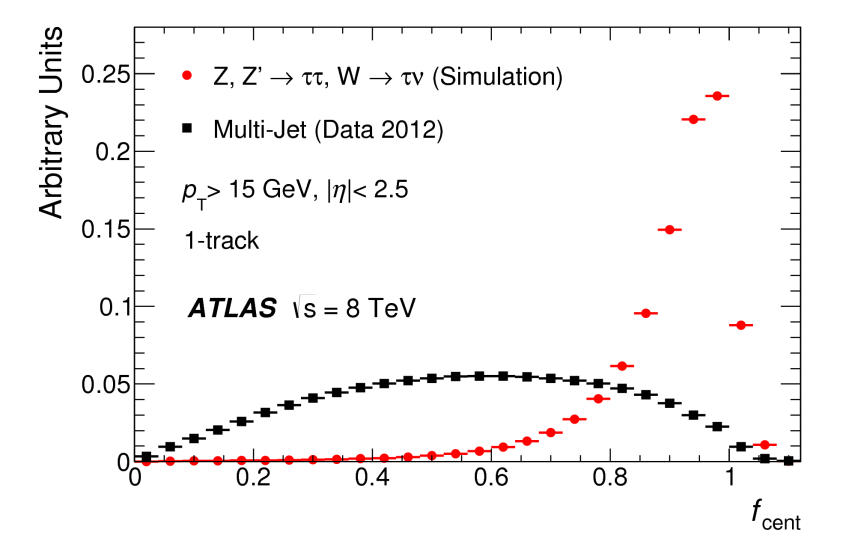 Arbitrary Units
0.25
0.2
0.15
0.1
0.05
0
Z, Z' → ττ, W → τν (Simulation)
Multi-Jet (Data 2012)
p_T> 15 GeV, |η|< 2.5
1-track
ATLAS √s = 8 TeV
0 0.2 0.4 0.6 0.8 1
f_cent